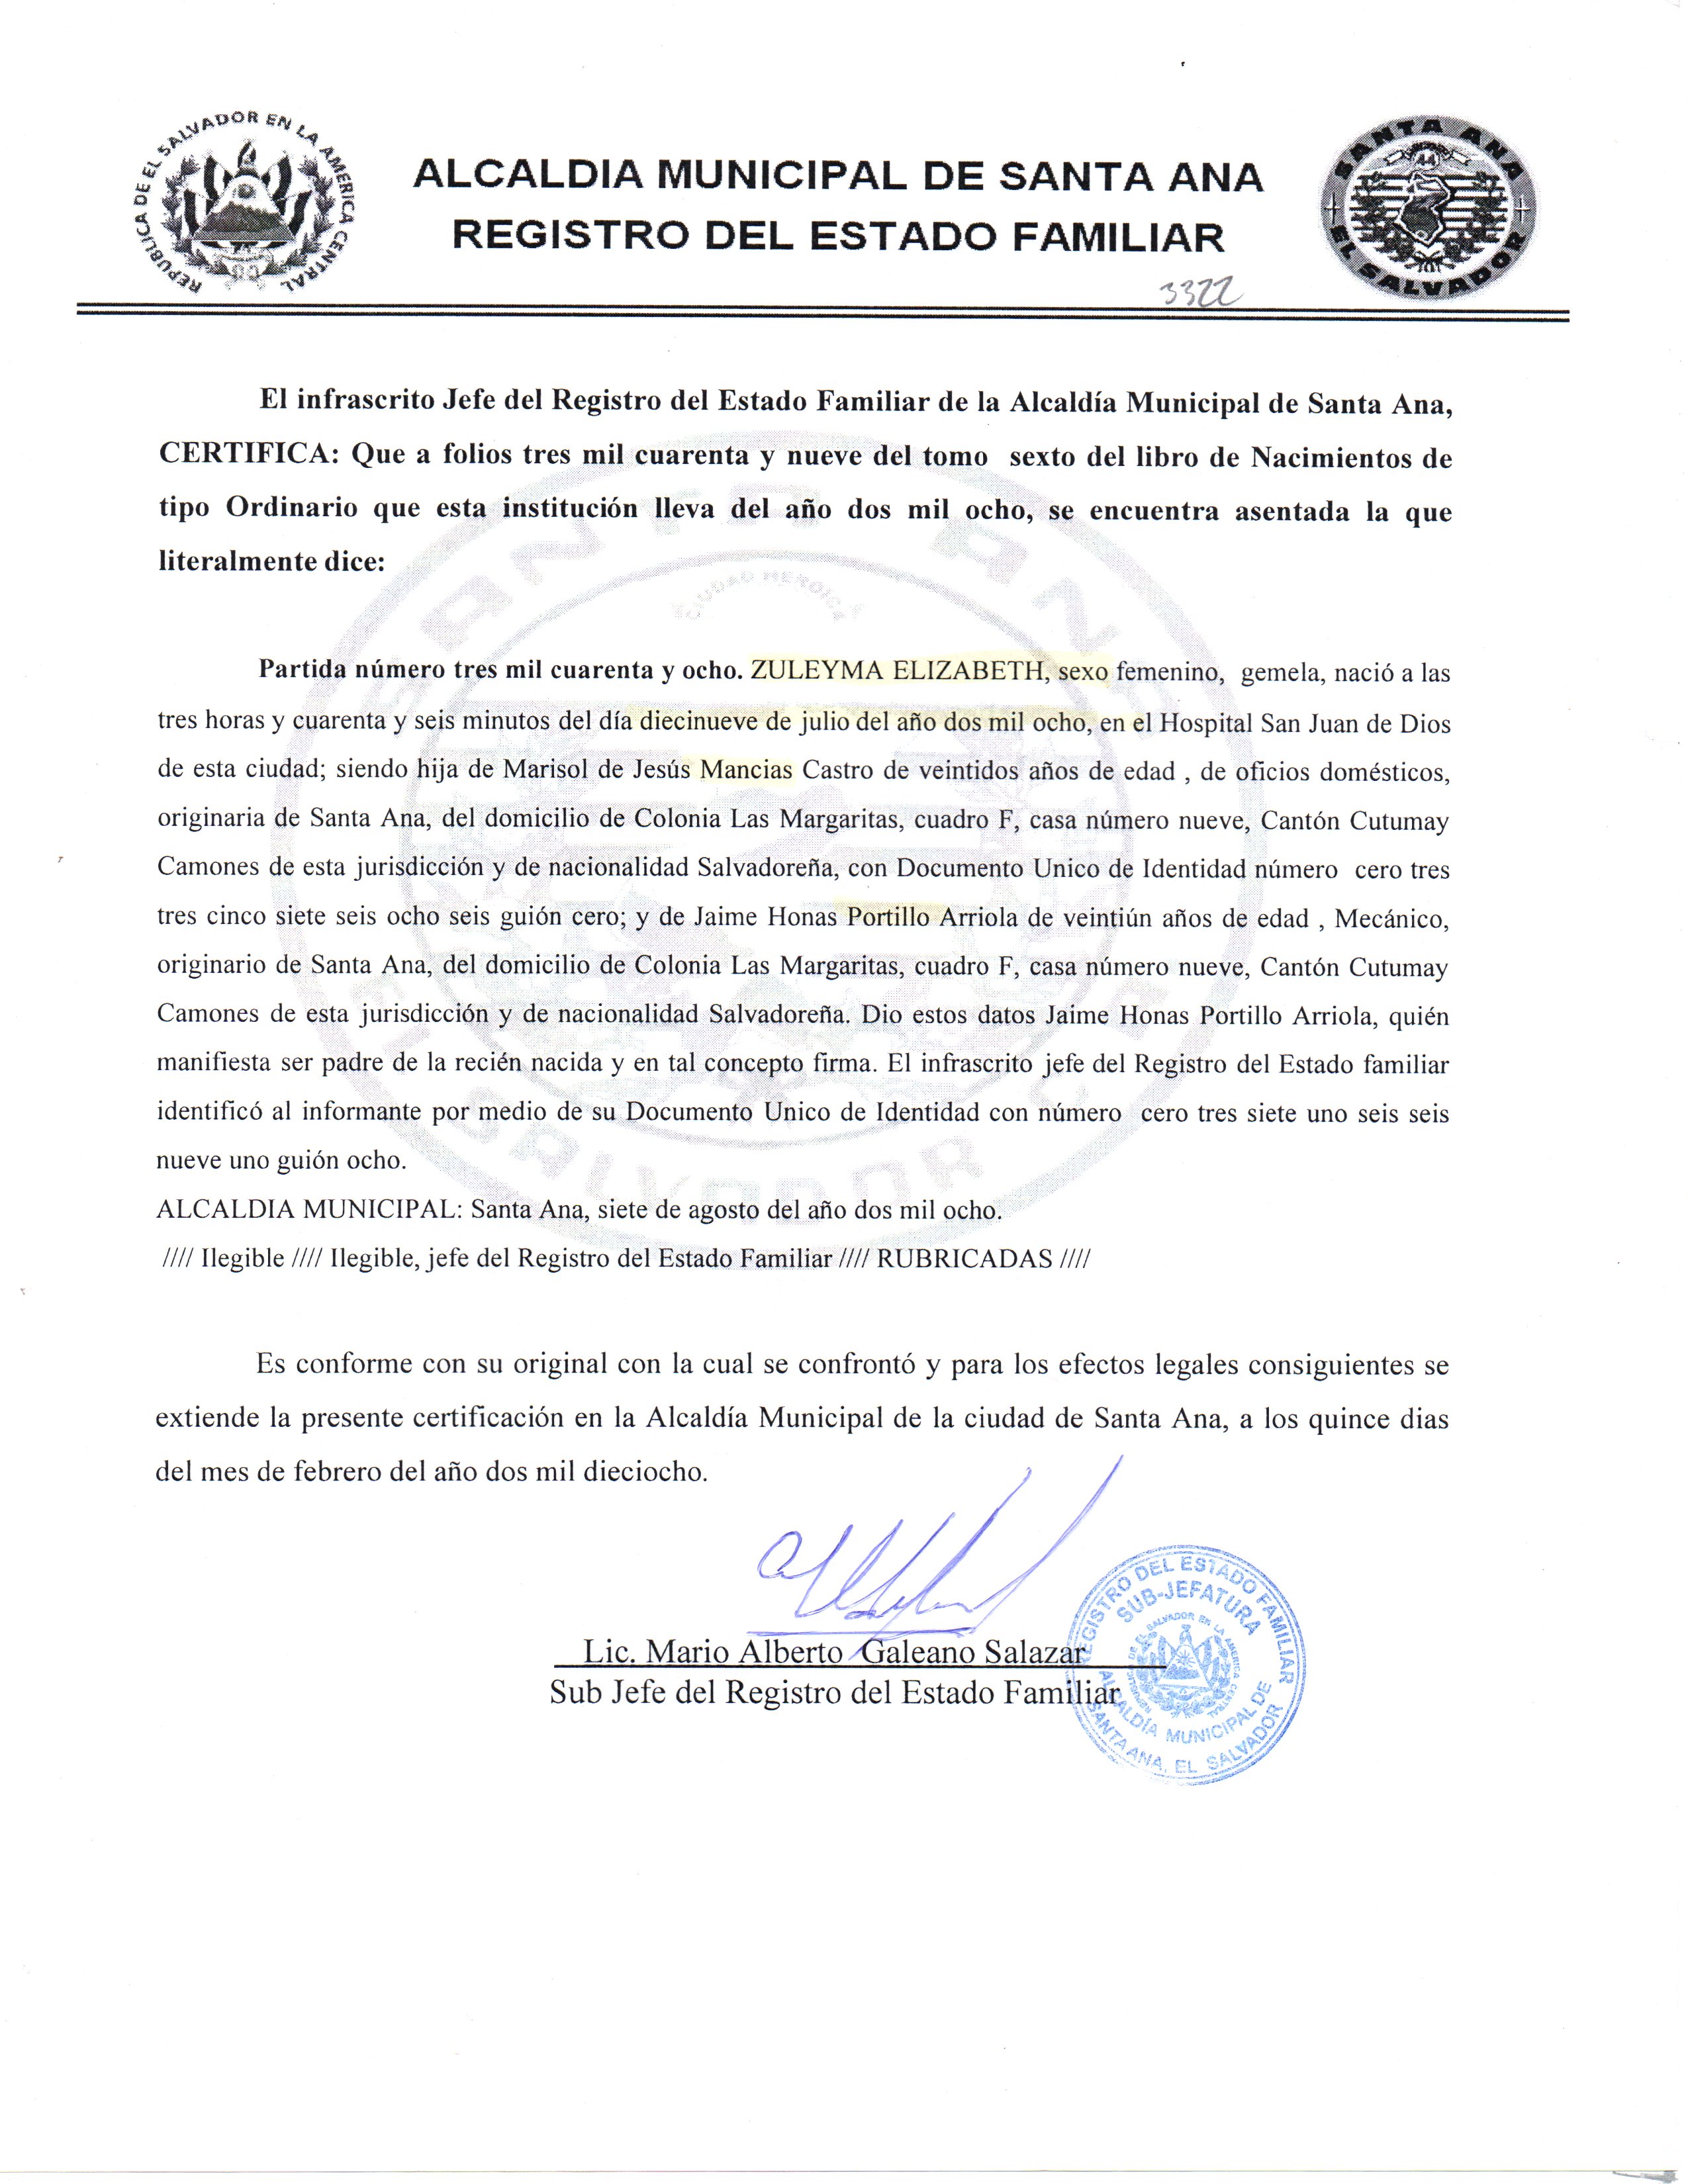 REPUBLICA DE EL SALVADOR EN LA AMERICA CENTRAL
ALCALDIA MUNICIPAL DE SANTA ANA
REGISTRO DEL ESTADO FAMILIAR
SANTA ANA
44
EL SALVADOR
3322
El infrascrito Jefe del Registro del Estado Familiar de la Alcaldía Municipal de Santa Ana,
CERTIFICA: Que a folios tres mil cuarenta y nueve del tomo sexto del libro de Nacimientos de
tipo Ordinario que esta institución lleva del año dos mil ocho, se encuentra asentada la que
literalmente dice:
CIUDAD HEROICA
Partida número tres mil cuarenta y ocho. ZULEYMA ELIZABETH, sexo femenino, gemela, nació a las
tres horas y cuarenta y seis minutos del día diecinueve de julio del año dos mil ocho, en el Hospital San Juan de Dios
de esta ciudad; siendo hija de Marisol de Jesús Mancias Castro de veintidos años de edad , de oficios domésticos,
originaria de Santa Ana, del domicilio de Colonia Las Margaritas, cuadro F, casa número nueve, Cantón Cutumay
Camones de esta jurisdicción y de nacionalidad Salvadoreña, con Documento Unico de Identidad número cero tres
tres cinco siete seis ocho seis guión cero; y de Jaime Honas Portillo Arriola de veintiún años de edad , Mecánico,
originario de Santa Ana, del domicilio de Colonia Las Margaritas, cuadro F, casa número nueve, Cantón Cutumay
Camones de esta jurisdicción y de nacionalidad Salvadoreña. Dio estos datos Jaime Honas Portillo Arriola, quién
manifiesta ser padre de la recién nacida y en tal concepto firma. El infrascrito jefe del Registro del Estado familiar
identificó al informante por medio de su Documento Unico de Identidad con número cero tres siete uno seis seis
nueve uno guión ocho.
ALCALDIA MUNICIPAL: Santa Ana, siete de agosto del año dos mil ocho.
//// Ilegible //// Ilegible, jefe del Registro del Estado Familiar //// RUBRICADAS ////
Es conforme con su original con la cual se confrontó y para los efectos legales consiguientes se
extiende la presente certificación en la Alcaldía Municipal de la ciudad de Santa Ana, a los quince dias
del mes de febrero del año dos mil dieciocho.
Lic. Mario Alberto Galeano Salazar
Sub Jefe del Registro del Estado Familiar
REGISTRO DEL ESTADO FAMILIAR
SUB-JEFATURA
ALCALDÍA MUNICIPAL DE
SANTA ANA, EL SALVADOR